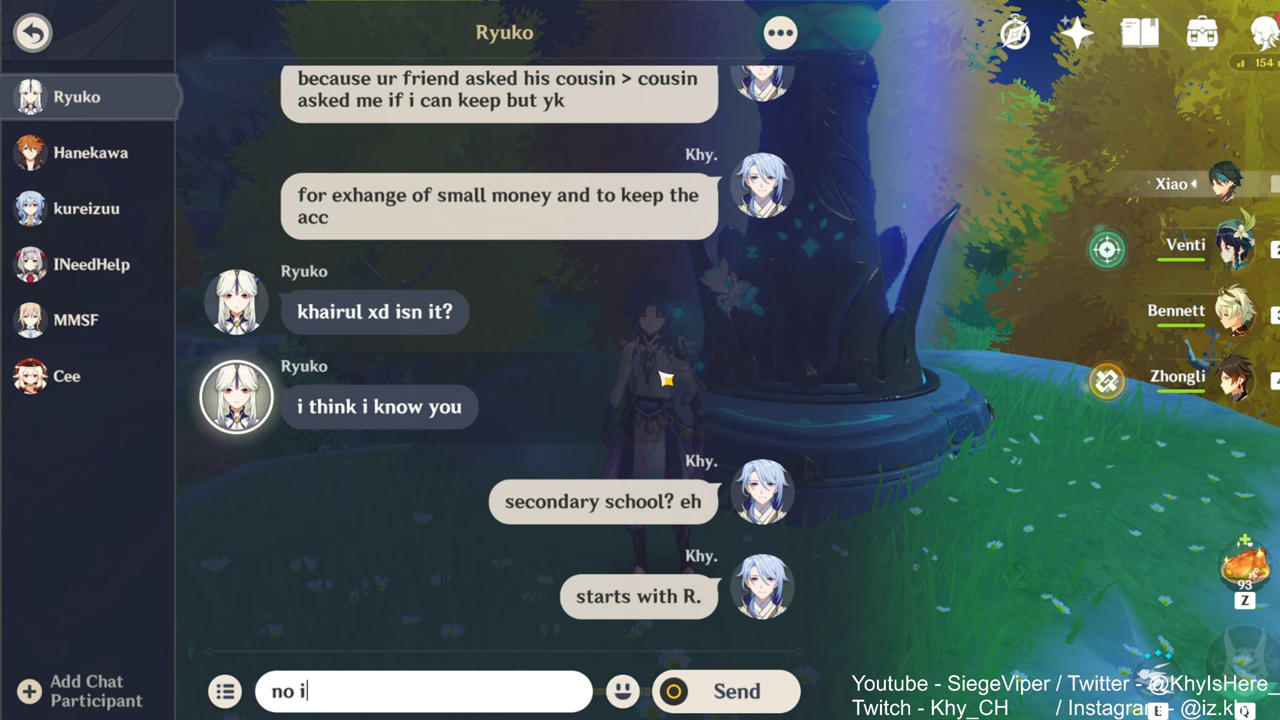 Ryuko
154
Ryuko
Hanekawa
kureizuu
INeedHelp
MMSF
Cee
Add Chat
Participant
because ur friend asked his cousin > cousin
asked me if i can keep but yk
Khy.
for exhange of small money and to keep the
acc
Ryuko
khairul xd isn it?
Ryuko
i think i know you
Khy.
secondary school? eh
Khy.
starts with R.
no i
Send
Xiao
Venti
Bennett
Zhongli
93
Z
Youtube - SiegeViper / Twitter - @KhyIsHere_
Twitch - Khy_CH / Instagram - @iz.kh
E
Q